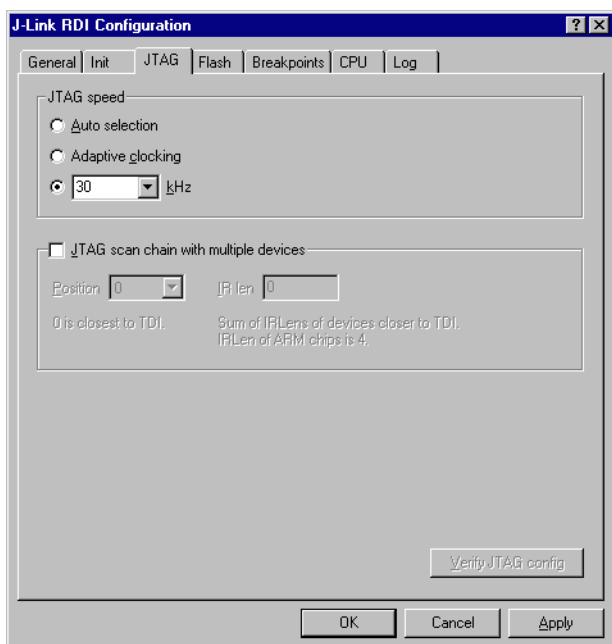 J-Link RDI Configuration
General Init JTAG Flash Breakpoints CPU Log
JTAG speed
Auto selection
Adaptive clocking
30 kHz
JTAG scan chain with multiple devices
Position 0 IR len 0
0 is closest to TDI. Sum of IRLens of devices closer to TDI.
IRLen of ARM chips is 4.
Verify JTAG config
OK Cancel Apply